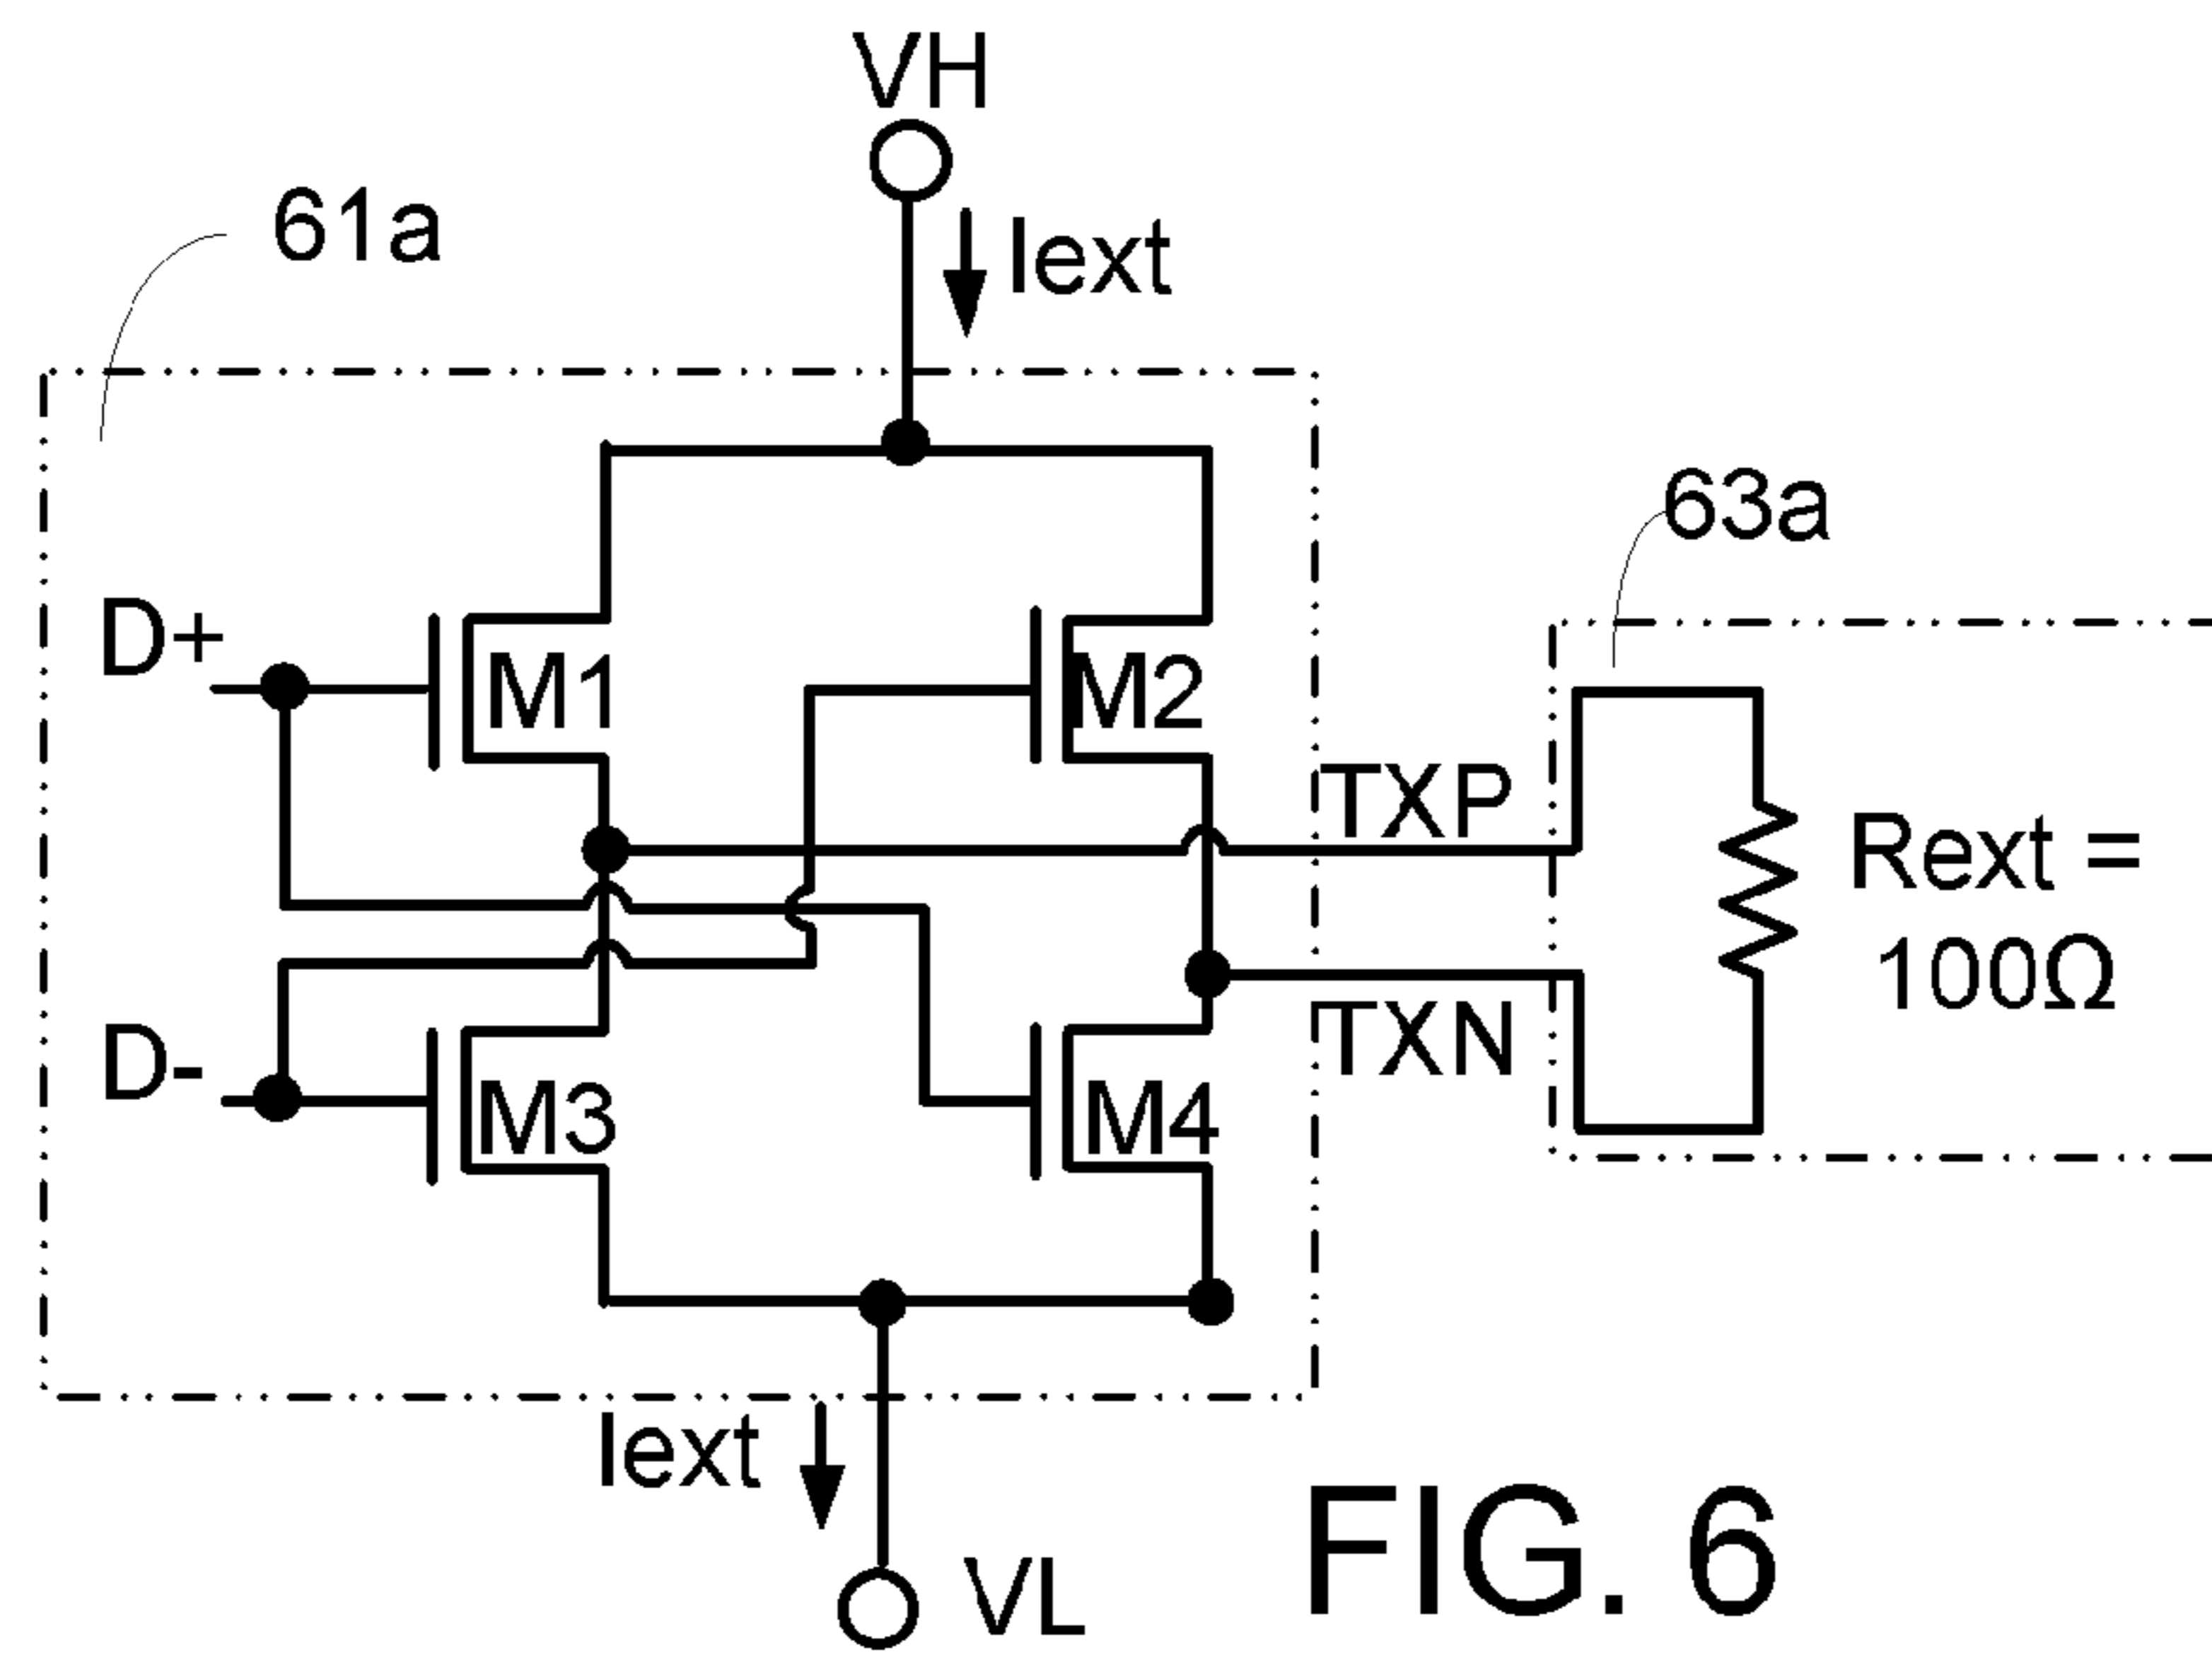 VH
Iext
61a
63a
D+
M1
M2
TXP
Rext =
100Ω
TXN
D-
M3
M4
Iext
VL
FIG. 6